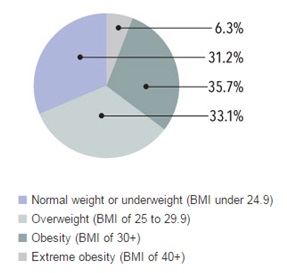 6.3%
31.2%
35.7%
33.1%
Normal weight or underweight (BMI under 24.9)
Overweight (BMI of 25 to 29.9)
Obesity (BMI of 30+)
Extreme obesity (BMI of 40+)